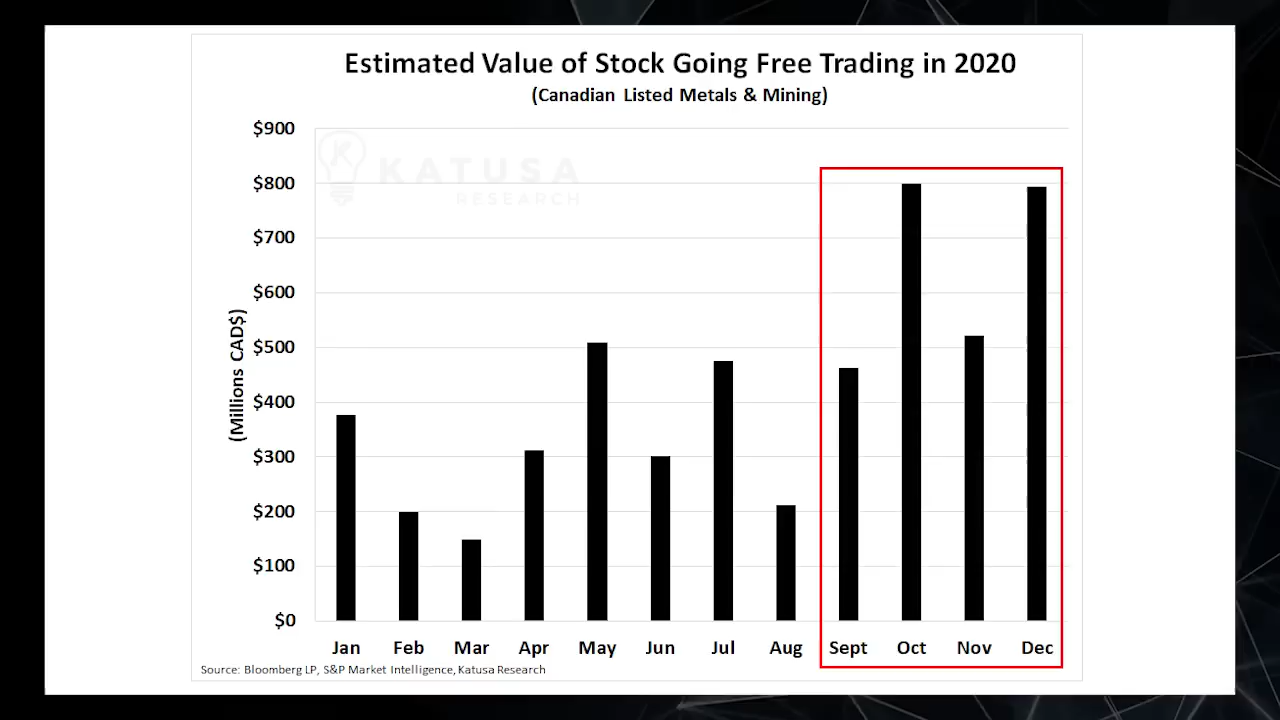 Estimated Value of Stock Going Free Trading in 2020
(Canadian Listed Metals & Mining)
KATUSA
RESEARCH
(Millions CAD$)
$900
$800
$700
$600
$500
$400
$300
$200
$100
$0
Jan Feb Mar Apr May Jun Jul Aug Sept Oct Nov Dec
Source: Bloomberg LP, S&P Market Intelligence, Katusa Research